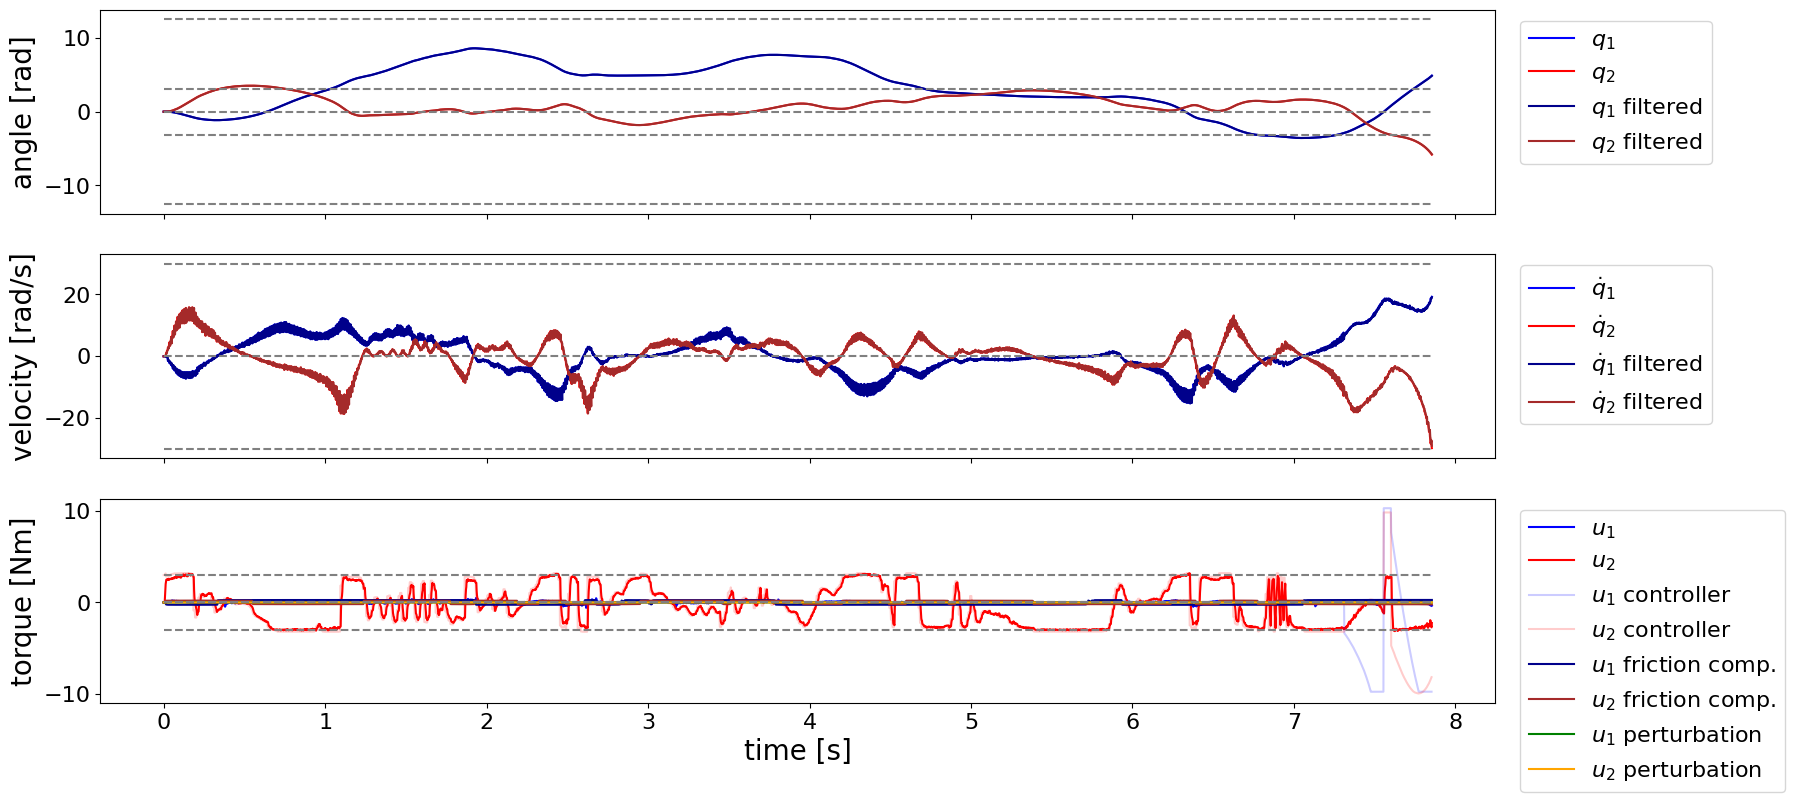 angle [rad]
10
0
−10
q₁
q₂
q₁ filtered
q₂ filtered
velocity [rad/s]
20
0
−20
q̇₁
q̇₂
q̇₁ filtered
q̇₂ filtered
torque [Nm]
10
0
−10
0 1 2 3 4 5 6 7 8
time [s]
u₁
u₂
u₁ controller
u₂ controller
u₁ friction comp.
u₂ friction comp.
u₁ perturbation
u₂ perturbation